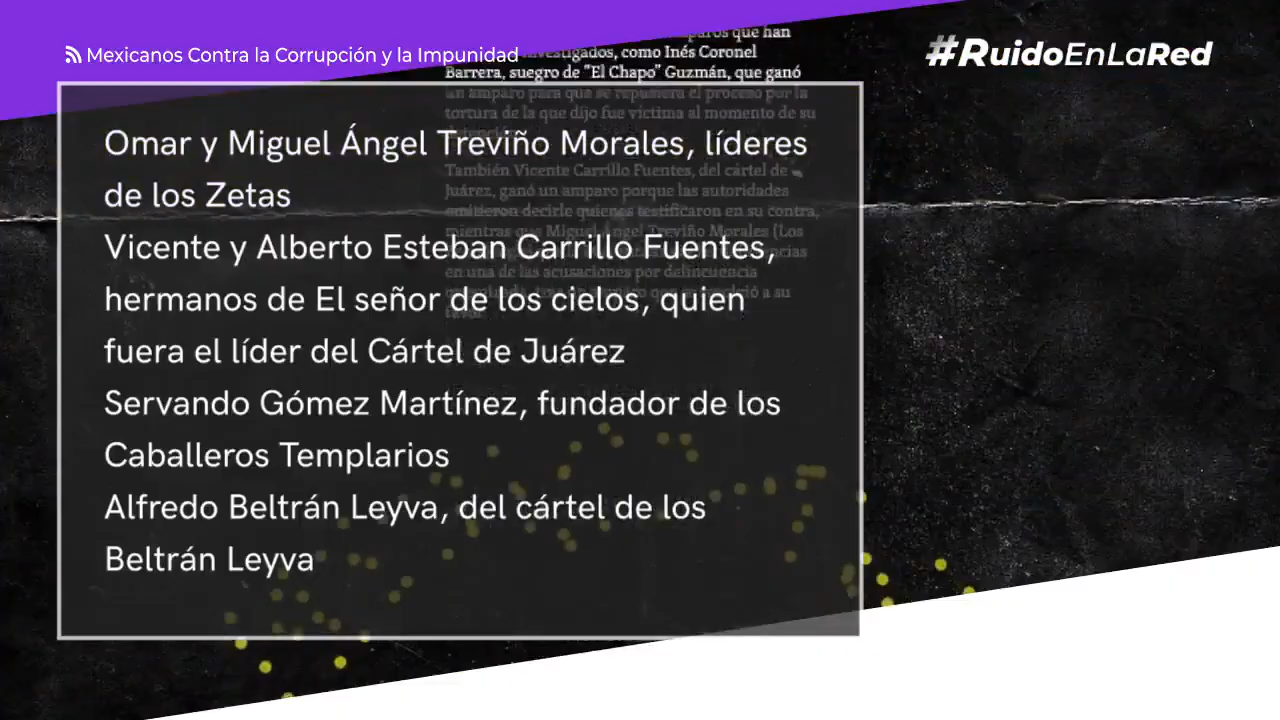 Mexicanos Contra la Corrupción y la Impunidad
#RuidoEnLaRed
que han
como Inés Coronel
Barrera, suegro de "El Chapo" Guzmán, que ganó
un amparo para que se repusiera el proceso por la
tortura de la que dijo fue víctima al momento de su
También Vicente Carrillo Fuentes, del cártel de
Juárez, ganó un amparo porque las autoridades
omitieron decirle quienes testificaron en su contra,
mientras que Miguel Ángel Treviño Morales (Los
en una de las acusaciones por delincuencia
a su
favor.
Omar y Miguel Ángel Treviño Morales, líderes
de los Zetas
Vicente y Alberto Esteban Carrillo Fuentes,
hermanos de El señor de los cielos, quien
fuera el líder del Cártel de Juárez
Servando Gómez Martínez, fundador de los
Caballeros Templarios
Alfredo Beltrán Leyva, del cártel de los
Beltrán Leyva